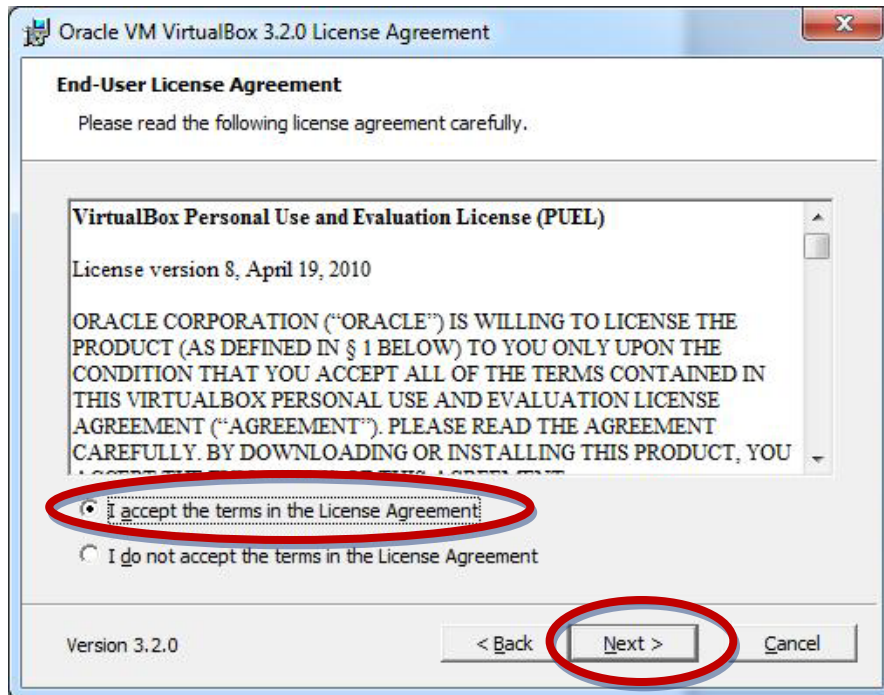 Oracle VM VirtualBox 3.2.0 License Agreement
End-User License Agreement
Please read the following license agreement carefully.
VirtualBox Personal Use and Evaluation License (PUEL)
License version 8, April 19, 2010
ORACLE CORPORATION (“ORACLE”) IS WILLING TO LICENSE THE
PRODUCT (AS DEFINED IN § 1 BELOW) TO YOU ONLY UPON THE
CONDITION THAT YOU ACCEPT ALL OF THE TERMS CONTAINED IN
THIS VIRTUALBOX PERSONAL USE AND EVALUATION LICENSE
AGREEMENT (“AGREEMENT”). PLEASE READ THE AGREEMENT
CAREFULLY. BY DOWNLOADING OR INSTALLING THIS PRODUCT, YOU
I accept the terms in the License Agreement
I do not accept the terms in the License Agreement
Version 3.2.0
< Back
Next >
Cancel